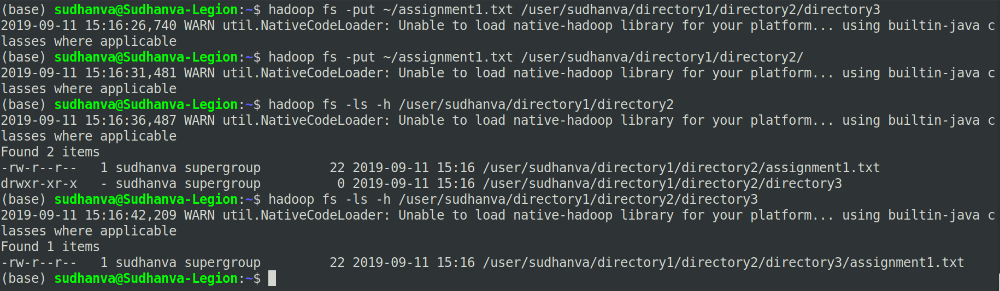 (base) sudhanva@Sudhanva-Legion:~$ hadoop fs -put ~/assignment1.txt /user/sudhanva/directory1/directory2/directory3
2019-09-11 15:16:26,740 WARN util.NativeCodeLoader: Unable to load native-hadoop library for your platform... using builtin-java c
lasses where applicable
(base) sudhanva@Sudhanva-Legion:~$ hadoop fs -put ~/assignment1.txt /user/sudhanva/directory1/directory2/
2019-09-11 15:16:31,481 WARN util.NativeCodeLoader: Unable to load native-hadoop library for your platform... using builtin-java c
lasses where applicable
(base) sudhanva@Sudhanva-Legion:~$ hadoop fs -ls -h /user/sudhanva/directory1/directory2
2019-09-11 15:16:36,487 WARN util.NativeCodeLoader: Unable to load native-hadoop library for your platform... using builtin-java c
lasses where applicable
Found 2 items
-rw-r--r--   1 sudhanva supergroup         22 2019-09-11 15:16 /user/sudhanva/directory1/directory2/assignment1.txt
drwxr-xr-x   - sudhanva supergroup          0 2019-09-11 15:16 /user/sudhanva/directory1/directory2/directory3
(base) sudhanva@Sudhanva-Legion:~$ hadoop fs -ls -h /user/sudhanva/directory1/directory2/directory3
2019-09-11 15:16:42,209 WARN util.NativeCodeLoader: Unable to load native-hadoop library for your platform... using builtin-java c
lasses where applicable
Found 1 items
-rw-r--r--   1 sudhanva supergroup         22 2019-09-11 15:16 /user/sudhanva/directory1/directory2/directory3/assignment1.txt
(base) sudhanva@Sudhanva-Legion:~$